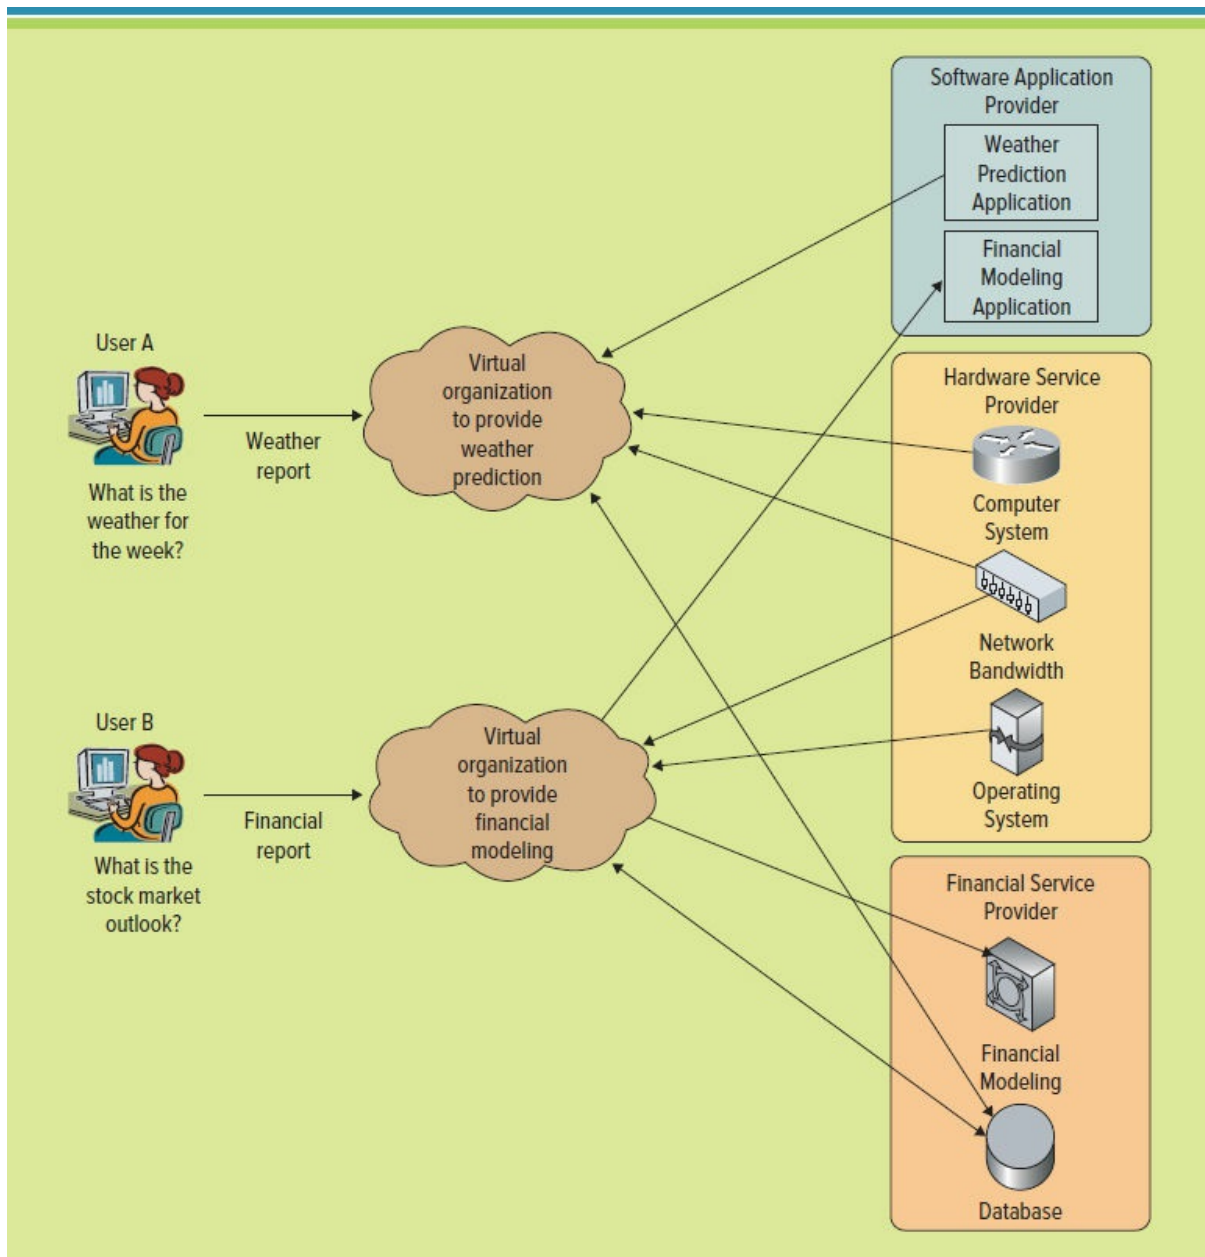 Software Application
Provider
Weather
Prediction
Application
Financial
Modeling
Application
User A
Weather
report
What is the
weather for
the week?
Virtual
organization
to provide
weather
prediction
Hardware Service
Provider
Computer
System
Network
Bandwidth
Operating
System
User B
Financial
report
What is the
stock market
outlook?
Virtual
organization
to provide
financial
modeling
Financial Service
Provider
Financial
Modeling
Database